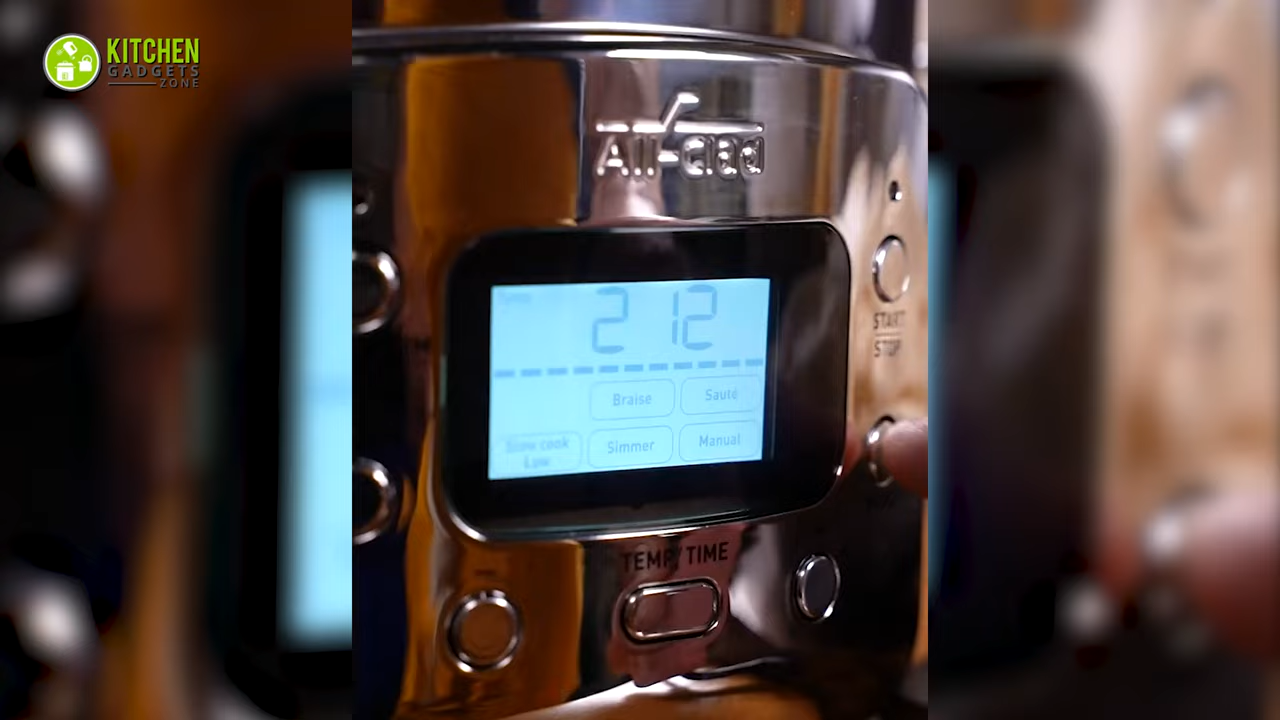 KITCHEN
GADGETS
ZONE
All-Clad
212
Braise
Sauté
Slow cook
Low
Simmer
Manual
START
STOP
TEMP/TIME